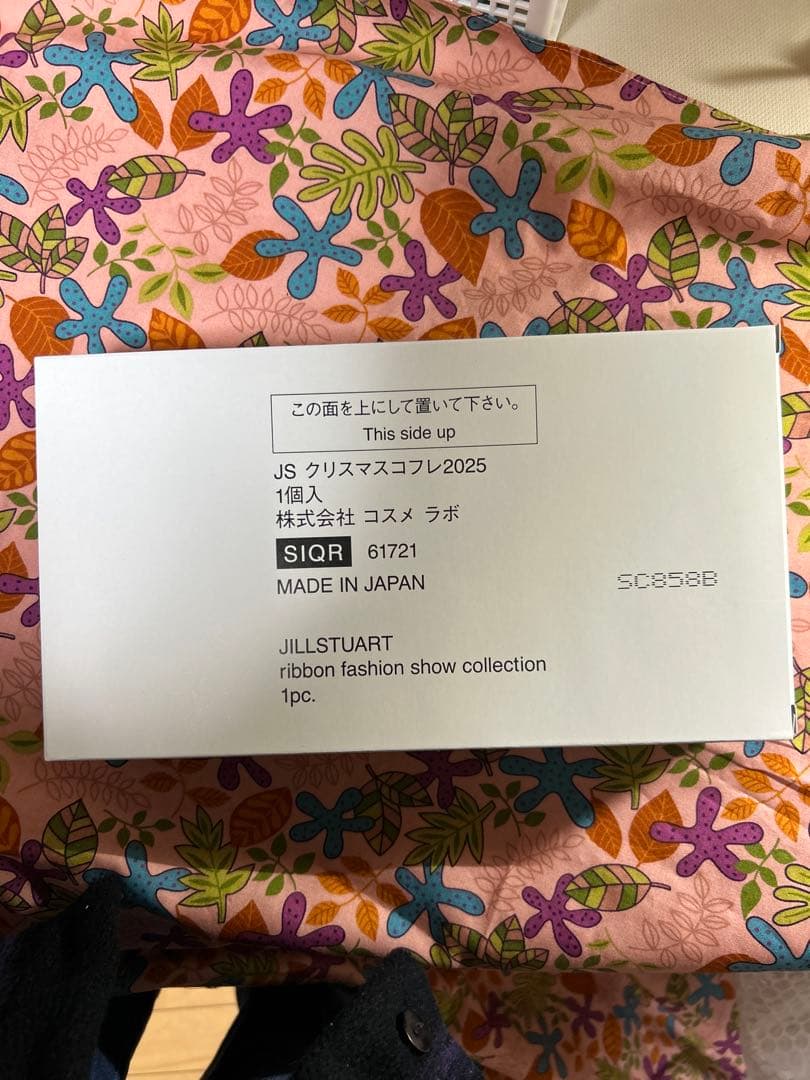 この面を上にして置いて下さい。
This side up
JS クリスマスコフレ2025
1個入
株式会社 コスメ ラボ
SIQR 61721
MADE IN JAPAN
SC858B
JILLSTUART
ribbon fashion show collection
1pc.